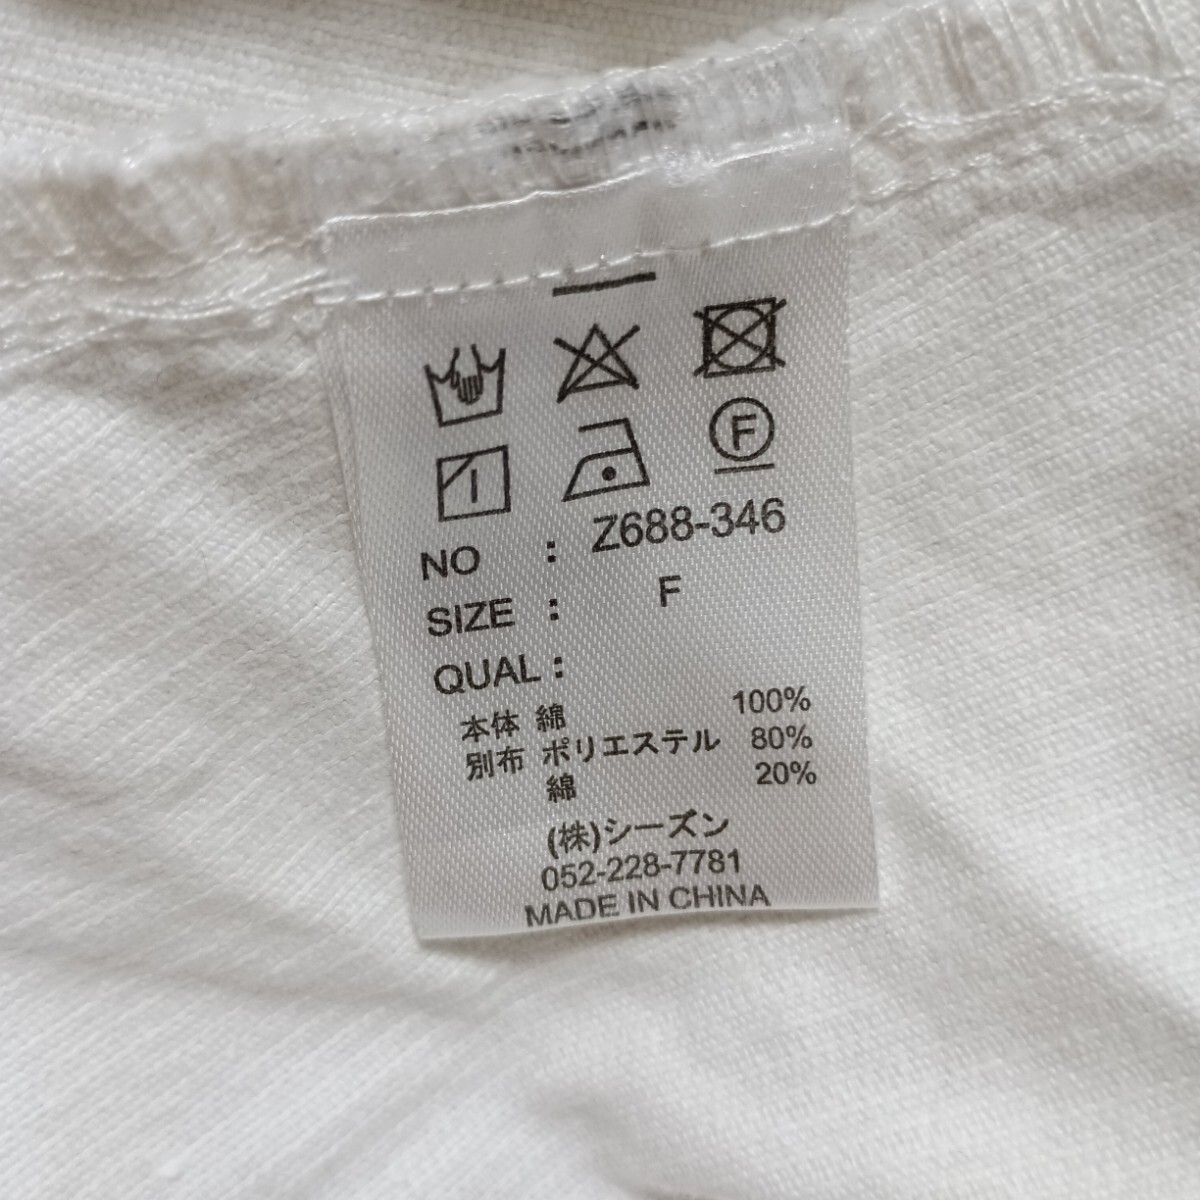 F
NO : Z688-346
SIZE : F
QUAL :
本体 綿 100%
別布 ポリエステル 80%
綿 20%
(株)シーズン
052-228-7781
MADE IN CHINA